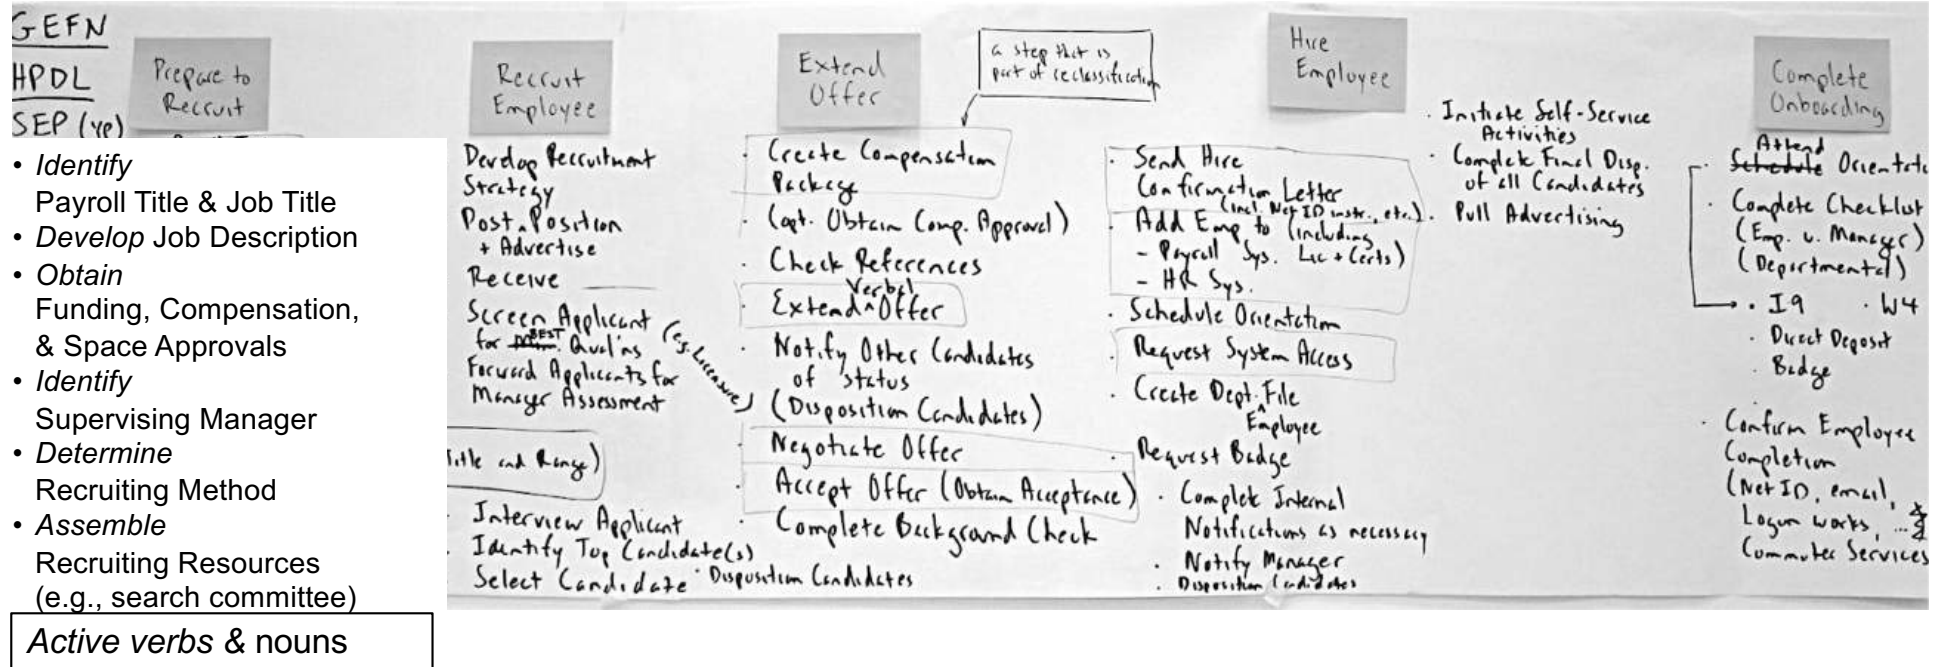 GEFN
HPDL
SEP (yp)
Prepare to
Recruit
• Identify
Payroll Title & Job Title
• Develop Job Description
• Obtain
Funding, Compensation,
& Space Approvals
• Identify
Supervising Manager
• Determine
Recruiting Method
• Assemble
Recruiting Resources
(e.g., search committee)
Active verbs & nouns
Recruit
Employee
Develop Recruitment
Strategy
Post Position
+ Advertise
Receive
Screen Applicant
for BEST Qual'ns
(e.g. Licensure)
Forward Applicants for
Manager Assessment
Title and Range)
· Interview Applicant
· Identify Top Candidate(s)
· Select Candidate
· Disposition Candidates
Extend
Offer
a step that is
part of reclassification
· Create Compensation
Package
· (opt. Obtain Comp. Approval)
· Check References
· Extend ^ Verbal Offer
· Notify Other Candidates
of status
(Disposition Candidates)
· Negotiate Offer
· Accept Offer (Obtain Acceptance)
· Complete Background Check
Hire
Employee
· Send Hire
Confirmation Letter
(incl. Net ID instr., etc.)
· Add Emp to (including
- Payroll Sys. Lic + Certs)
- HR Sys.
· Schedule Orientation
· Request System Access
· Create Dept. ^ File
Employee
· Request Badge
· Complete Internal
Notifications as necessary
· Notify Manager
· Disposition Candidates
· Initiate Self-Service
Activities
· Complete Final Disp.
of all Candidates
· Pull Advertising
Complete
Onboarding
Attend
· Schedule Orientat
· Complete Checklist
(Emp. v. Manager)
(Departmental)
· I9 · W4
· Direct Deposit
· Badge
· Confirm Employee
Completion
(Net ID, email,
Logon works, ...
Commuter Services